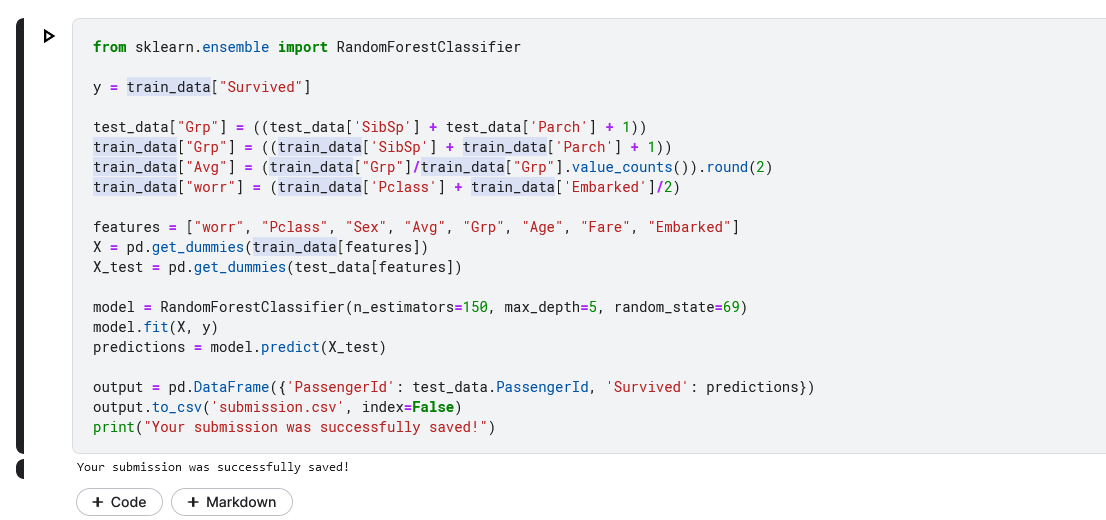 from sklearn.ensemble import RandomForestClassifier
y = train_data["Survived"]
test_data["Grp"] = ((test_data['SibSp'] + test_data['Parch'] + 1))
train_data["Grp"] = ((train_data['SibSp'] + train_data['Parch'] + 1))
train_data["Avg"] = (train_data["Grp"]/train_data["Grp"].value_counts()).round(2)
train_data["worr"] = (train_data['Pclass'] + train_data['Embarked']/2)
features = ["worr", "Pclass", "Sex", "Avg", "Grp", "Age", "Fare", "Embarked"]
X = pd.get_dummies(train_data[features])
X_test = pd.get_dummies(test_data[features])
model = RandomForestClassifier(n_estimators=150, max_depth=5, random_state=69)
model.fit(X, y)
predictions = model.predict(X_test)
output = pd.DataFrame({'PassengerId': test_data.PassengerId, 'Survived': predictions})
output.to_csv('submission.csv', index=False)
print("Your submission was successfully saved!")
Your submission was successfully saved!
+ Code + Markdown